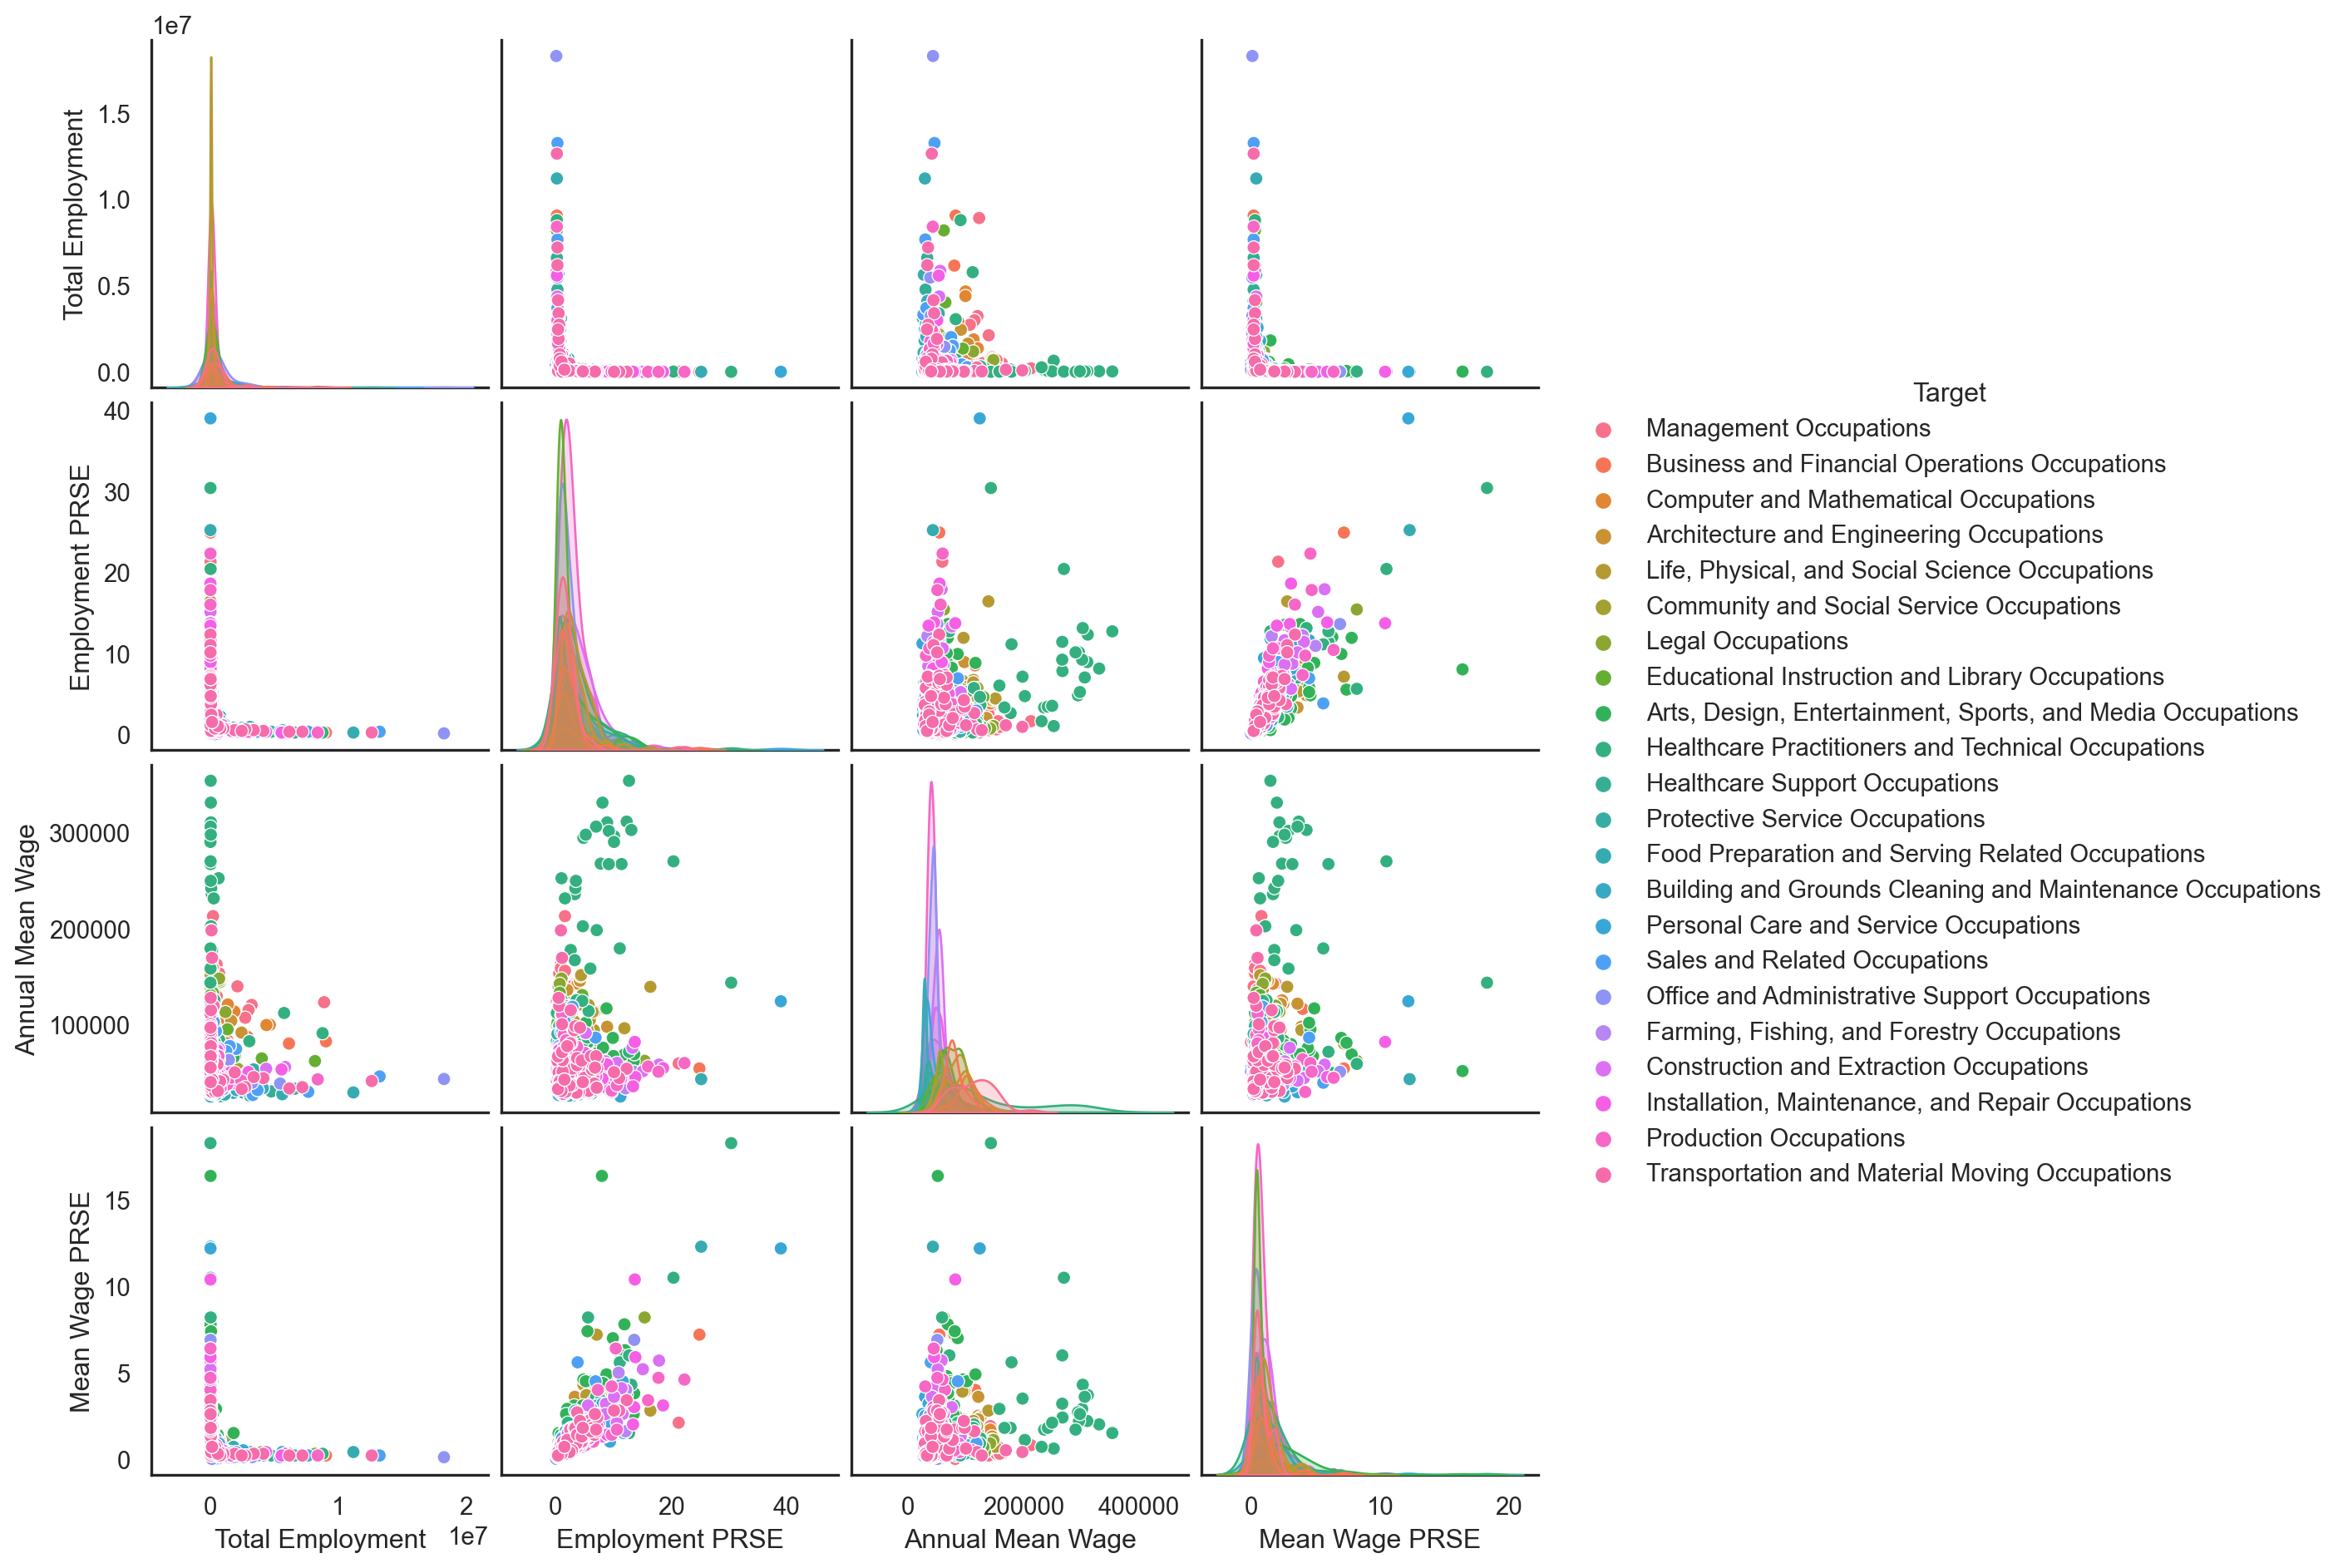 1e7
1.5
1.0
0.5
0.0
Total Employment
40
30
20
10
0
Employment PRSE
300000
200000
100000
Annual Mean Wage
15
10
5
0
Mean Wage PRSE
0 1 2
1e7
Total Employment
0 20 40
Employment PRSE
0 200000 400000
Annual Mean Wage
0 10 20
Mean Wage PRSE
Target
Management Occupations
Business and Financial Operations Occupations
Computer and Mathematical Occupations
Architecture and Engineering Occupations
Life, Physical, and Social Science Occupations
Community and Social Service Occupations
Legal Occupations
Educational Instruction and Library Occupations
Arts, Design, Entertainment, Sports, and Media Occupations
Healthcare Practitioners and Technical Occupations
Healthcare Support Occupations
Protective Service Occupations
Food Preparation and Serving Related Occupations
Building and Grounds Cleaning and Maintenance Occupations
Personal Care and Service Occupations
Sales and Related Occupations
Office and Administrative Support Occupations
Farming, Fishing, and Forestry Occupations
Construction and Extraction Occupations
Installation, Maintenance, and Repair Occupations
Production Occupations
Transportation and Material Moving Occupations